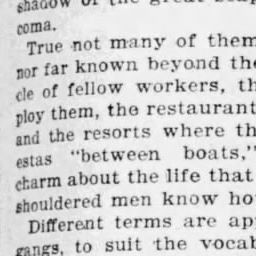 shadow of the great
coma.
True not many of them
nor far known beyond the
cle of fellow workers, th
ploy them, the restaurant
and the resorts where th
estas "between boats,"
charm about the life that
shouldered men know ho
Different terms are ap
gangs, to suit the vocab